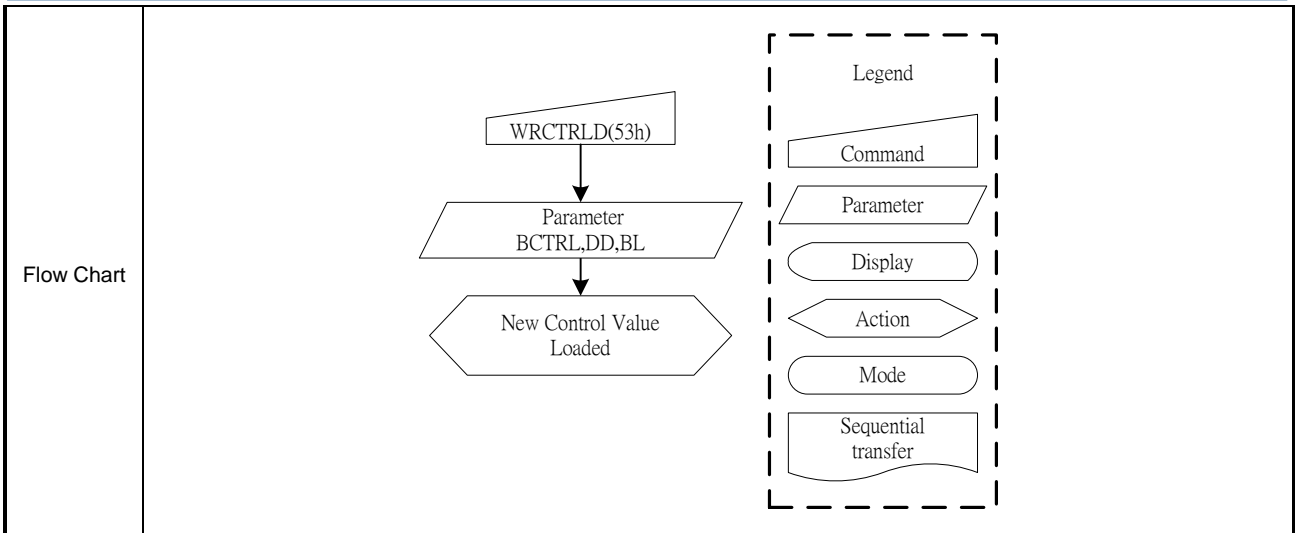 Flow Chart
WRCTRLD(53h)
Parameter
BCTRL,DD,BL
New Control Value
Loaded
Legend
Command
Parameter
Display
Action
Mode
Sequential
transfer